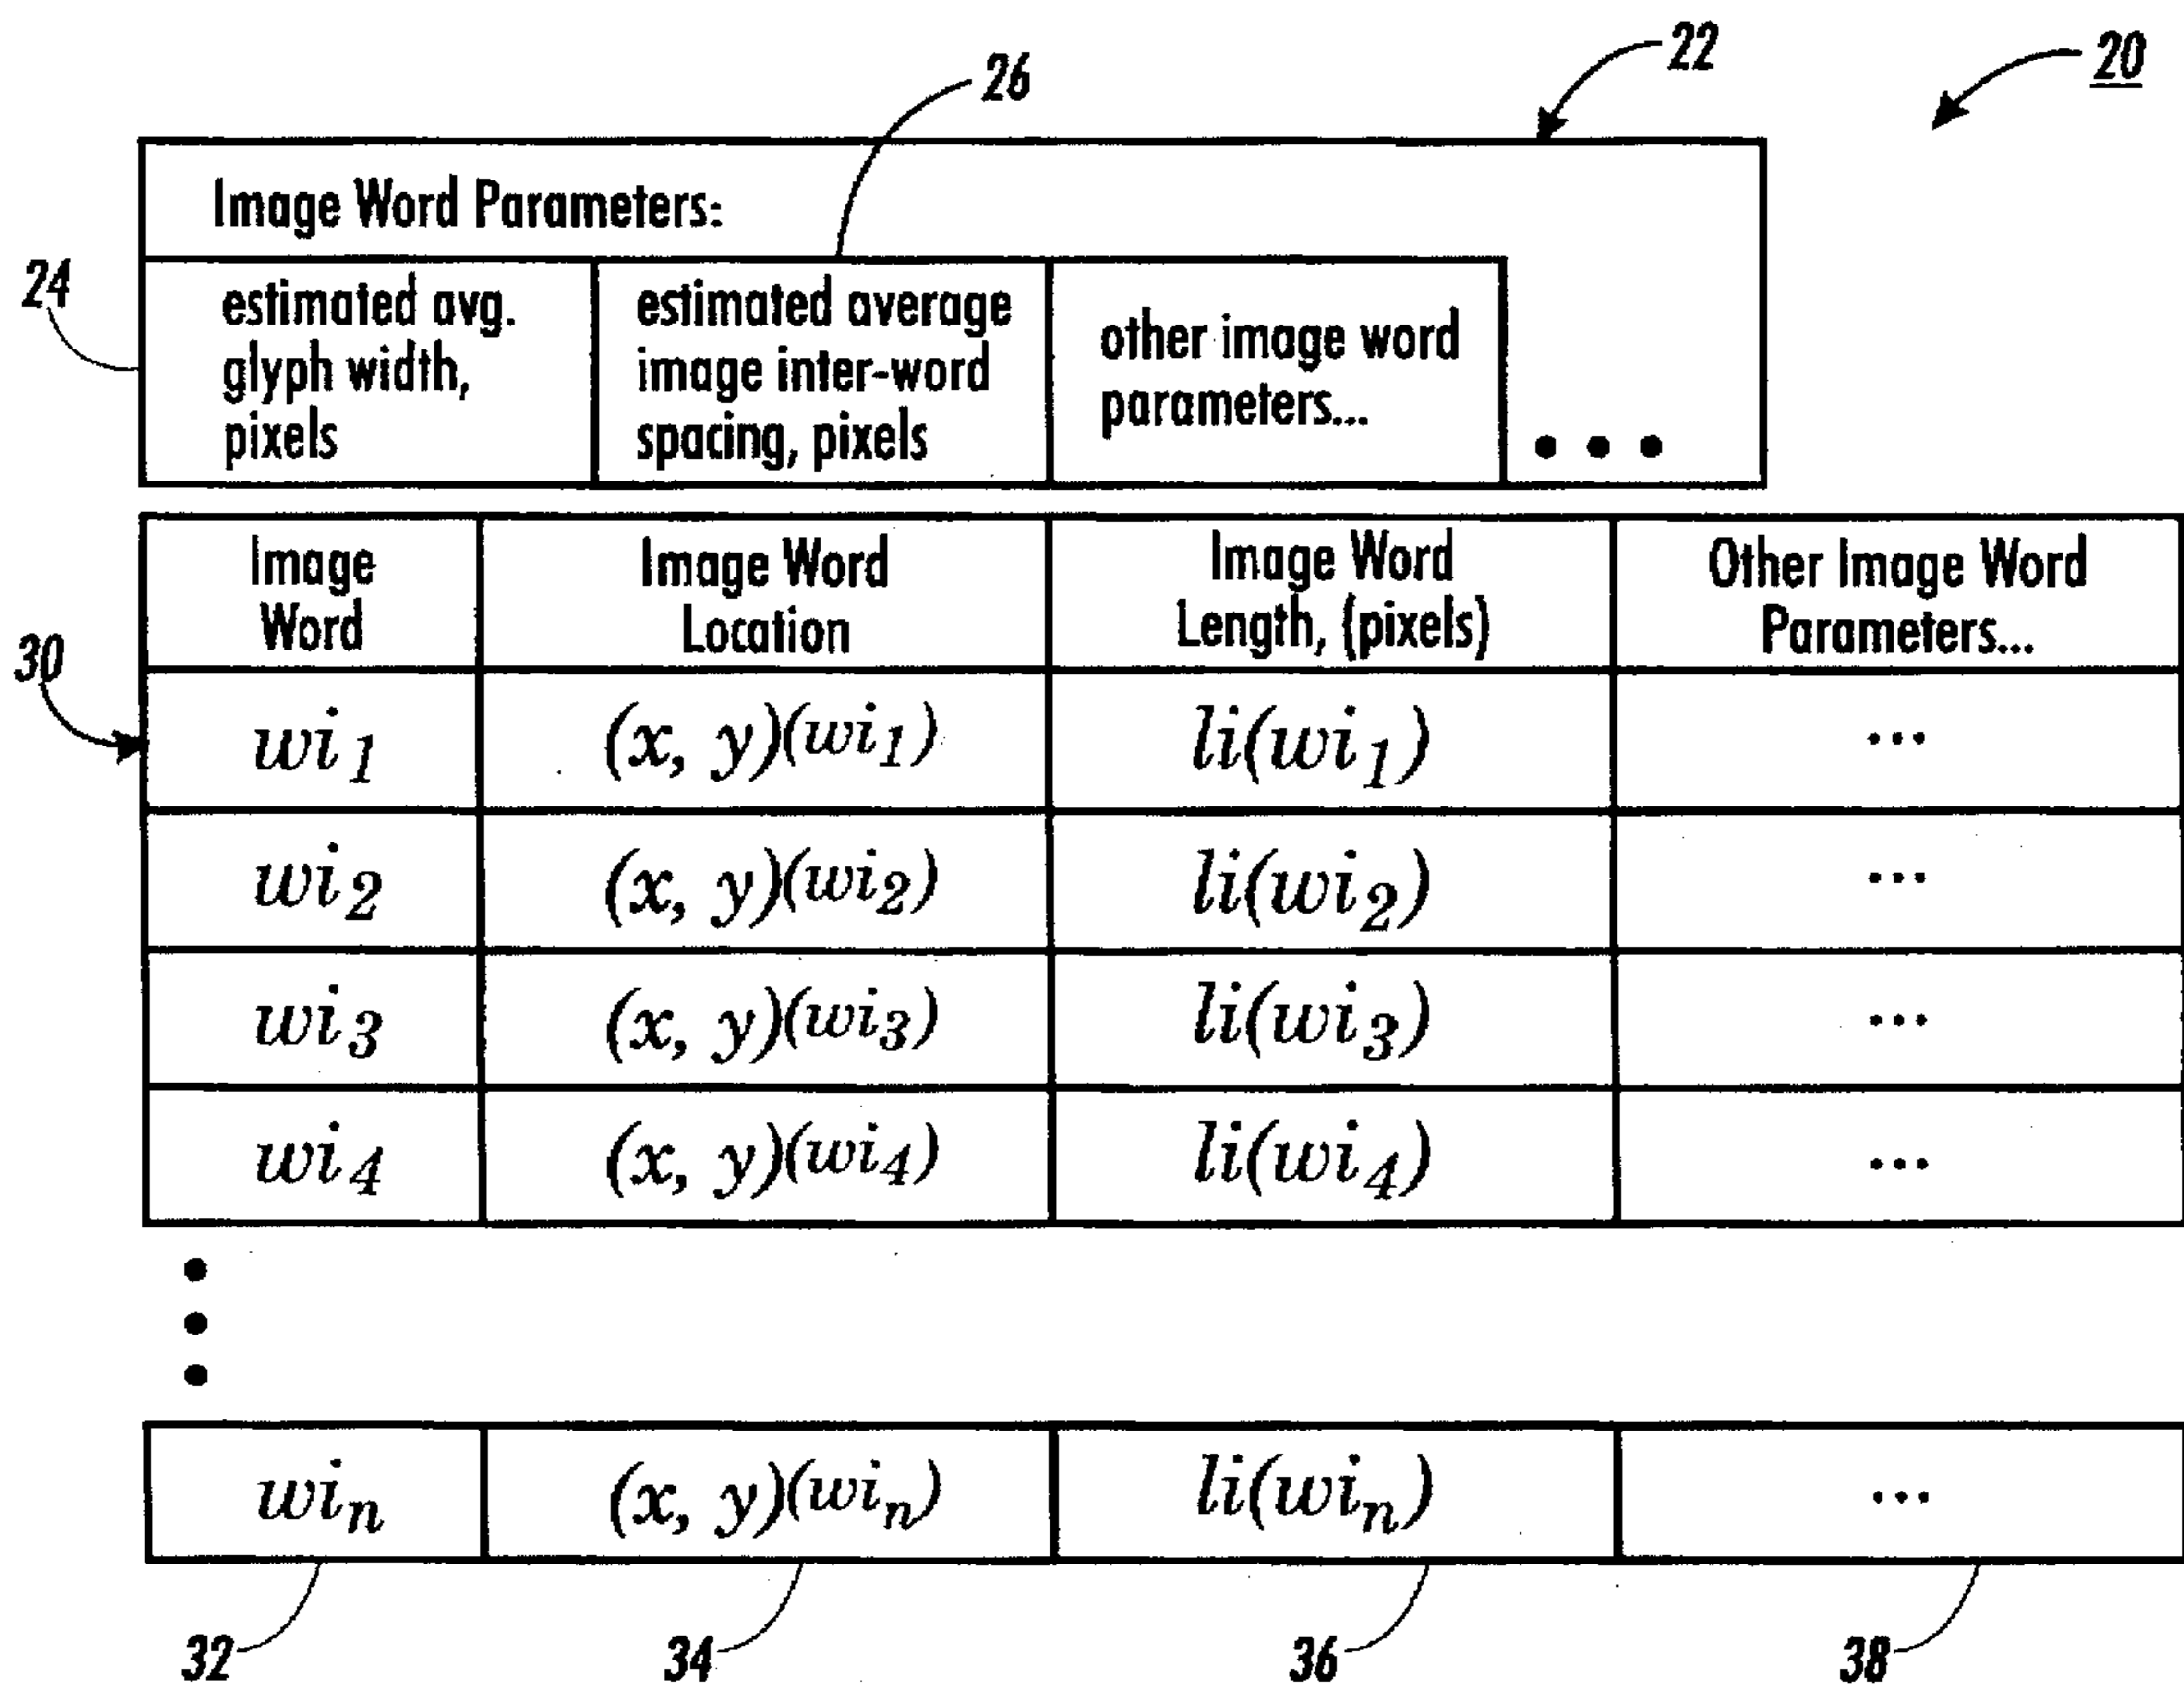 26
22
20
Image Word Parameters:
24
estimated avg.
glyph width,
pixels
estimated average
image inter-word
spacing, pixels
other image word
parameters...
• • •
Image
Word
Image Word
Location
Image Word
Length, (pixels)
Other Image Word
Parameters...
30
wi1 (x, y)(wi1) li(wi1) ...
wi2 (x, y)(wi2) li(wi2) ...
wi3 (x, y)(wi3) li(wi3) ...
wi4 (x, y)(wi4) li(wi4) ...
win (x, y)(win) li(win) ...
32 34 36 38